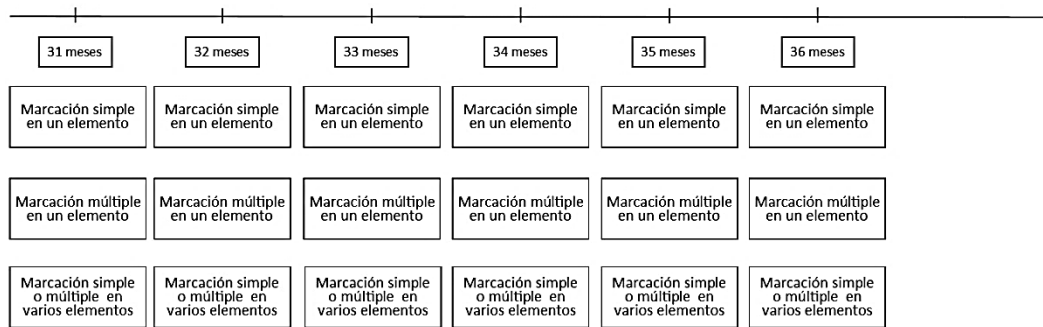 31 meses 32 meses 33 meses 34 meses 35 meses 36 meses
Marcación simple Marcación simple Marcación simple Marcación simple Marcación simple Marcación simple
en un elemento en un elemento en un elemento en un elemento en un elemento en un elemento
Marcación múltiple Marcación múltiple Marcación múltiple Marcación múltiple Marcación múltiple Marcación múltiple
en un elemento en un elemento en un elemento en un elemento en un elemento en un elemento
Marcación simple Marcación simple Marcación simple Marcación simple Marcación simple Marcación simple
o múltiple en o múltiple en o múltiple en o múltiple en o múltiple en o múltiple en
varios elementos varios elementos varios elementos varios elementos varios elementos varios elementos